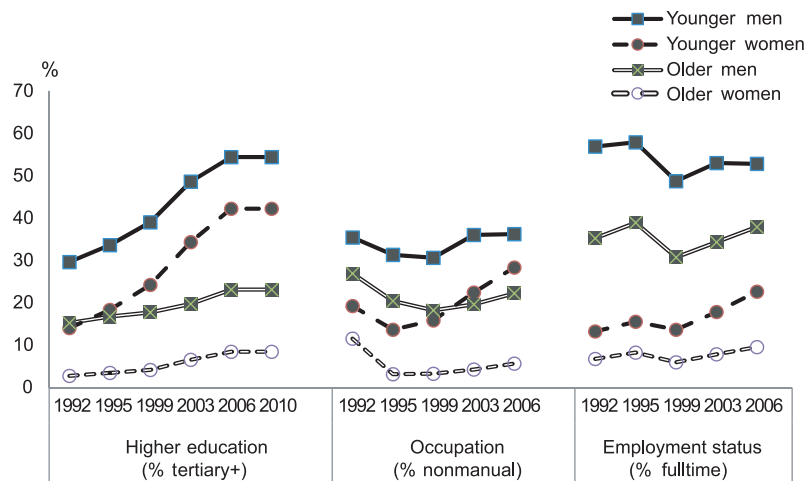 Younger men
Younger women
Older men
Older women
%
70
60
50
40
30
20
10
0
1992 1995 1999 2003 2006 2010
1992 1995 1999 2003 2006
1992 1995 1999 2003 2006
Higher education
(% tertiary+)
Occupation
(% nonmanual)
Employment status
(% fulltime)